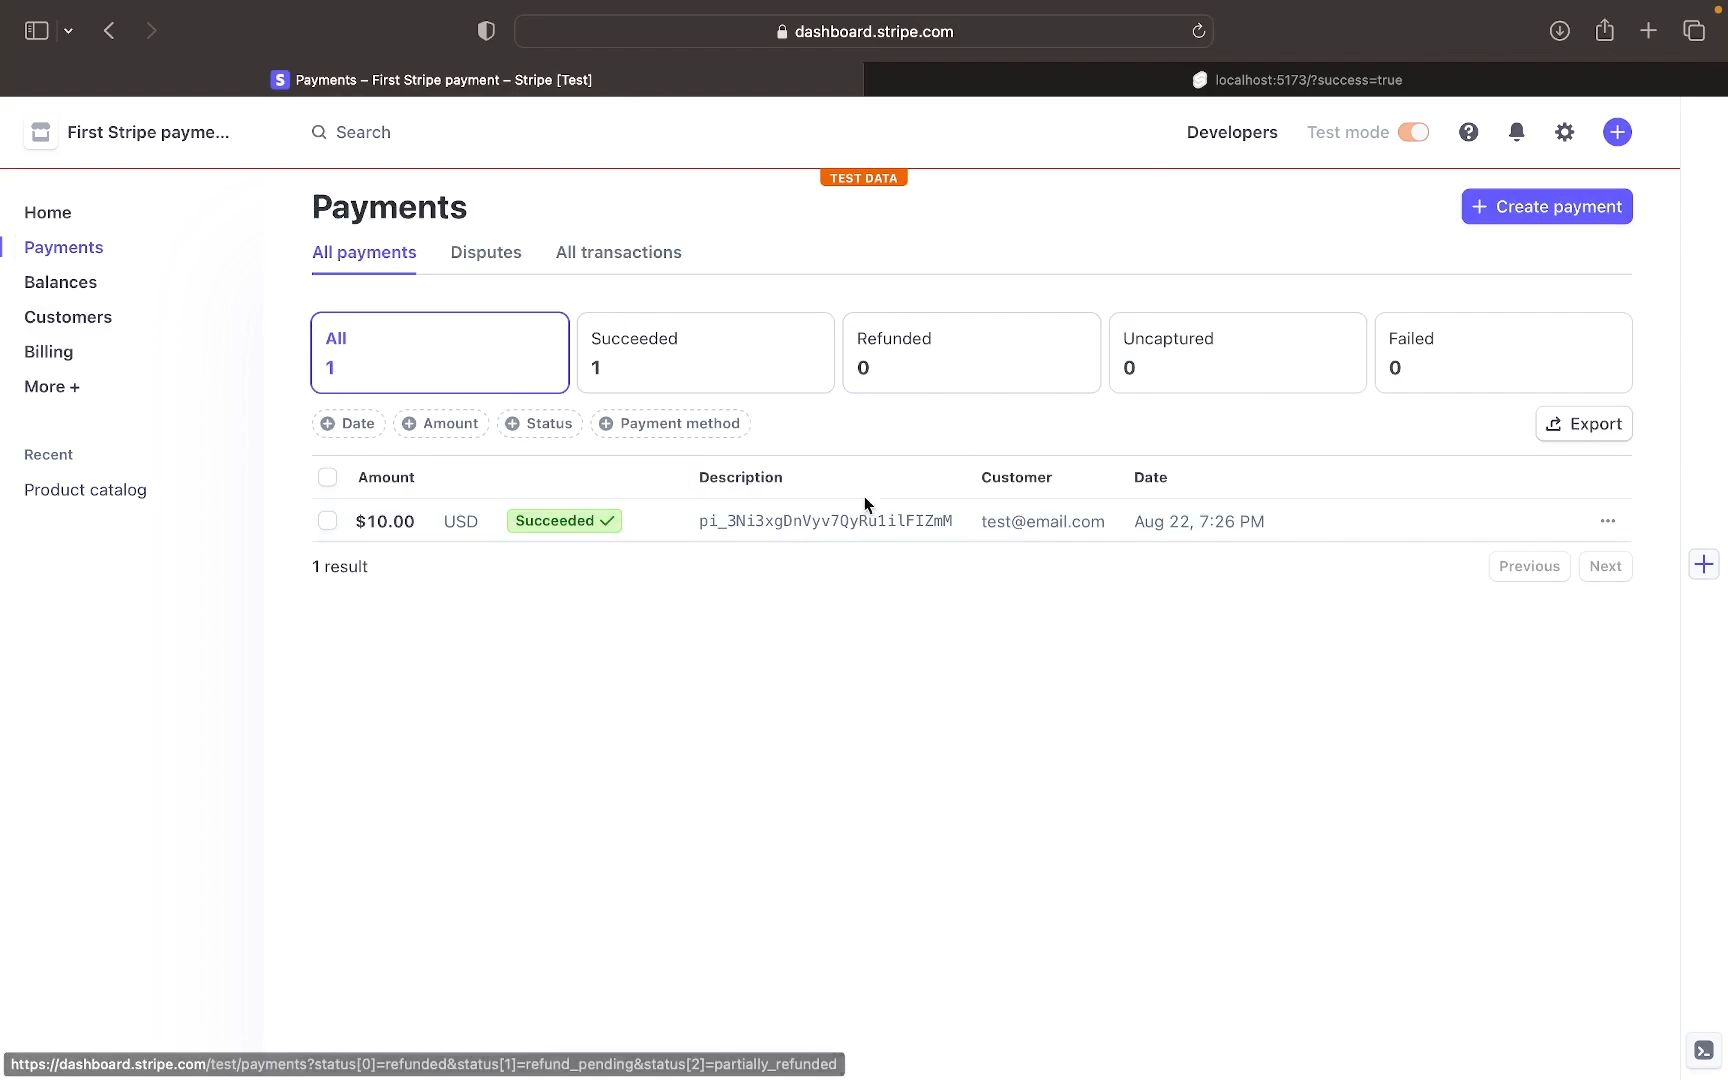 dashboard.stripe.com
S Payments – First Stripe payment – Stripe [Test]
localhost:5173/?success=true
First Stripe payme...
Search
Developers
Test mode
TEST DATA
Home
Payments
Balances
Customers
Billing
More +
Recent
Product catalog
Payments
+ Create payment
All payments
Disputes
All transactions
All
1
Succeeded
1
Refunded
0
Uncaptured
0
Failed
0
Date
Amount
Status
Payment method
Export
Amount
Description
Customer
Date
$10.00 USD Succeeded ✓ pi_3Ni3xgDnVyv7QyRu1ilFIZmM test@email.com Aug 22, 7:26 PM
1 result
Previous
Next
https://dashboard.stripe.com/test/payments?status[0]=refunded&status[1]=refund_pending&status[2]=partially_refunded